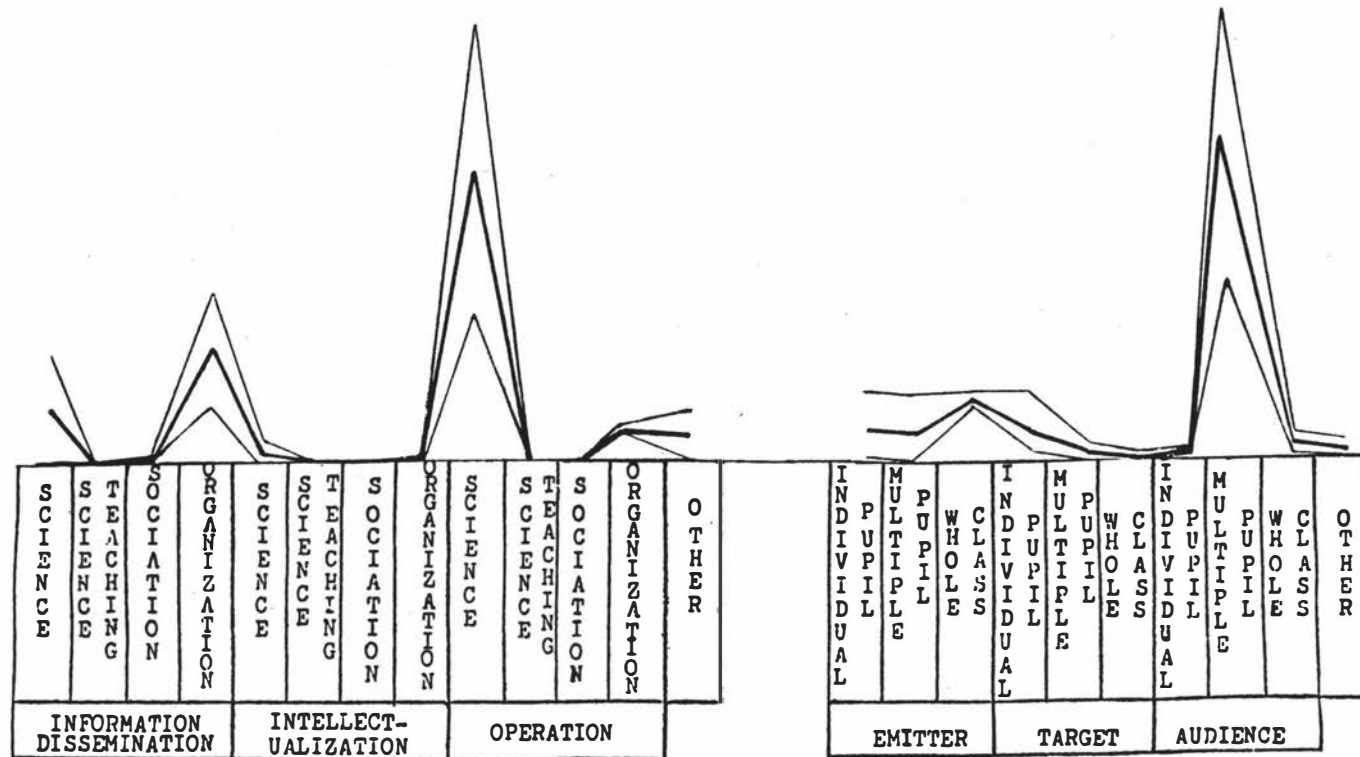 SCIENCE
SCIENCE TEACHING
SOCIATION
ORGANIZATION
SCIENCE
SCIENCE TEACHING
SOCIATION
ORGANIZATION
SCIENCE
SCIENCE TEACHING
SOCIATION
ORGANIZATION
OTHER
INFORMATION
DISSEMINATION
INTELLECT-
UALIZATION
OPERATION
INDIVIDUAL
PUPIL
MULTIPLE
PUPIL
WHOLE
CLASS
INDIVIDUAL
PUPIL
MULTIPLE
PUPIL
WHOLE
CLASS
INDIVIDUAL
PUPIL
MULTIPLE
PUPIL
WHOLE
CLASS
OTHER
EMITTER
TARGET
AUDIENCE